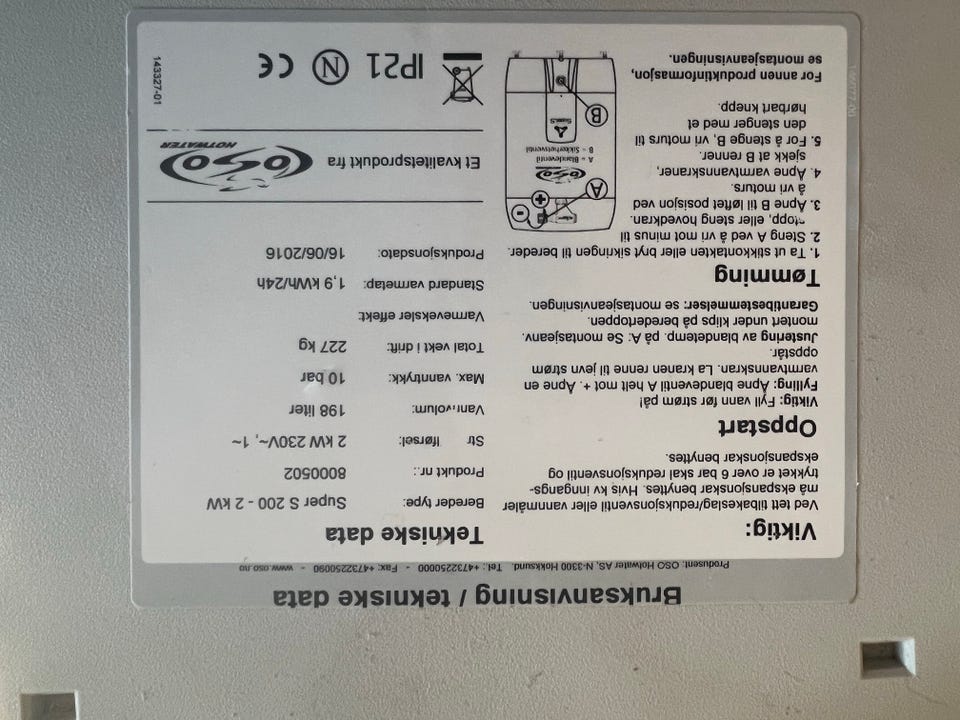 Bruksanvisning / tekniske data
Produsent: OSO Hotwater AS, N-3300 Hokksund. Tel.: +4732250000 - Fax: +4732250090 - www.oso.no
Viktig:
Ved tett tilbakeslag/reduksjonsventil eller vannmåler
må ekspansjonskar benyttes. Hvis kv inngangs-
trykket er over 6 bar skal reduksjonsventil og
ekspansjonskar benyttes.
Oppstart
Viktig: Fyll vann før strøm på!
Fylling: Åpne blandeventil A helt mot +. Åpne en
varmtvannskran. La kranen renne til jevn strøm
oppstår.
Justering av blandetemp. på A: Se montasjeanv.
montert under klips på beredertoppen.
Garantibestemmelser: se montasjeanvisningen.
Tømming
1. Ta ut stikkontakten eller bryt sikringen til bereder.
2. Steng A ved å vri mot minus til
stopp, eller steng hovedkran.
3. Åpne B til løftet posisjon ved
å vri moturs.
4. Åpne varmtvannskraner,
sjekk at B renner.
5. For å stenge B, vri moturs til
den stenger med et
hørbart knepp.
For annen produktinformasjon,
se montasjeanvisningen.
A
B
OSO
A = Blandeventil
B = Sikkerhetsventil
Super S
Tekniske data
Bereder type: Super S 200 - 2 kW
Produkt nr.: 8000502
Str førsel: 2 kW 230V~, 1~
Vannvolum: 198 liter
Max. vanntrykk: 10 bar
Total vekt i drift: 227 kg
Varmeveksler effekt:
Standard varmetap: 1,9 kWh/24h
Produksjonsdato: 16/06/2016
Et kvalitetsprodukt fra
OSO
HOTWATER
IP21 N CE
143327-01